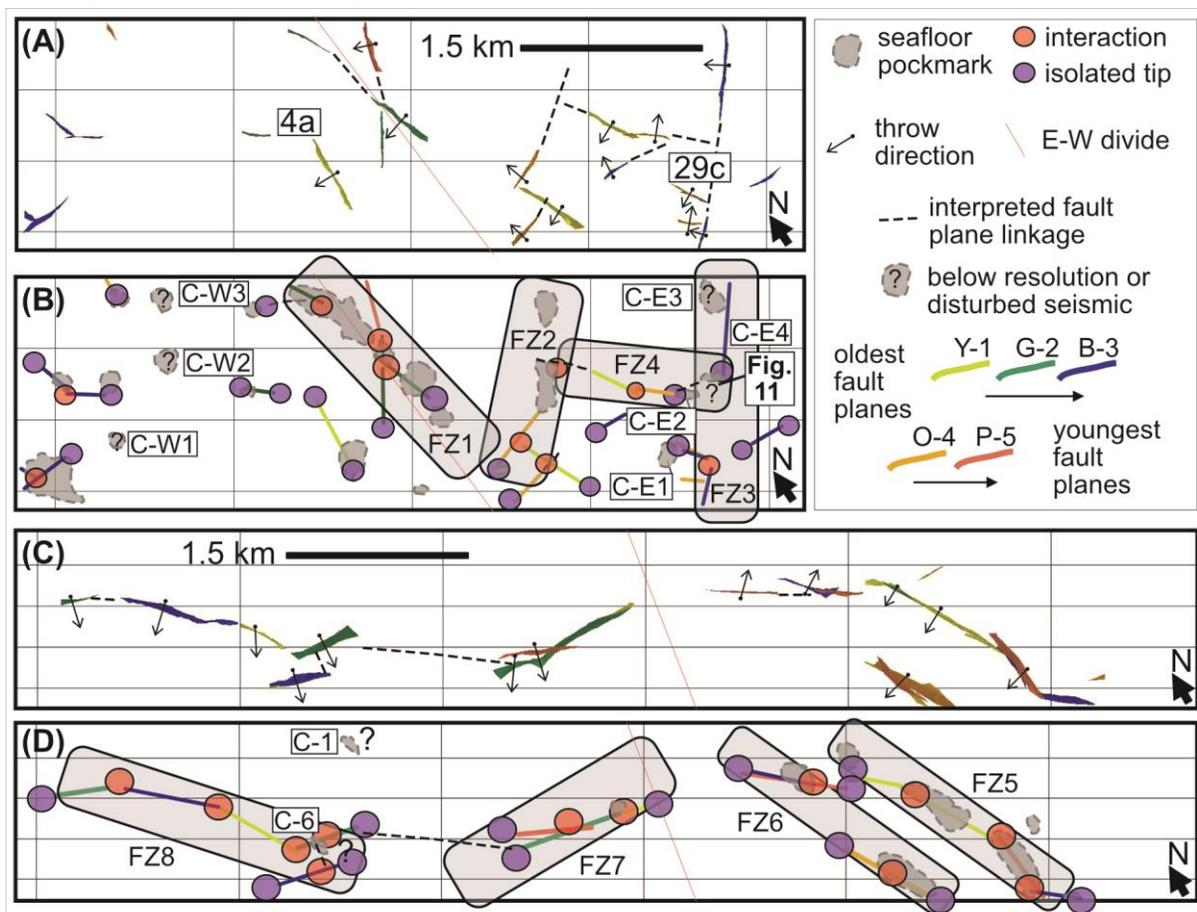 (A)
1.5 km
4a
29c
N
(B)
C-W3
C-W2
C-W1
FZ1
FZ2
FZ4
C-E3
C-E4
Fig.
11
C-E2
C-E1
FZ3
N
?
?
?
?
?
seafloor
pockmark
interaction
isolated tip
throw
direction
E-W divide
interpreted fault
plane linkage
?
below resolution or
disturbed seismic
oldest
fault
planes
Y-1 G-2 B-3
O-4 P-5
youngest
fault
planes
(C)
1.5 km
N
(D)
C-1 ?
C-6
?
FZ8
FZ7
FZ6
FZ5
N